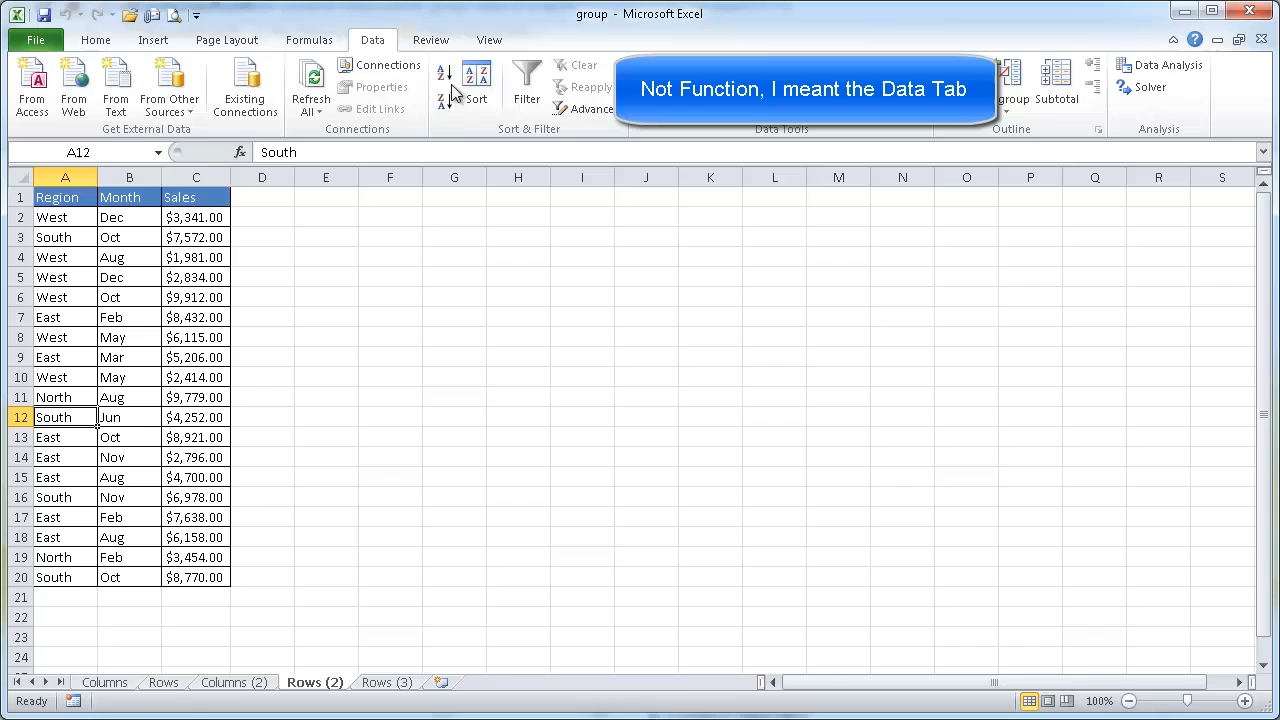 group - Microsoft Excel
File Home Insert Page Layout Formulas Data Review View
From Access
From Web
From Text
From Other Sources
Existing Connections
Get External Data
Refresh All
Connections
Properties
Edit Links
Connections
Sort
Filter
Clear
Reapply
Advance
Sort & Filter
Not Function, I meant the Data Tab
Data Tools
group
Subtotal
Outline
Data Analysis
Solver
Analysis
A12 fx South
A B C D E F G H I J K L M N O P Q R S
1 Region Month Sales
2 West Dec $3,341.00
3 South Oct $7,572.00
4 West Aug $1,981.00
5 West Dec $2,834.00
6 West Oct $9,912.00
7 East Feb $8,432.00
8 West May $6,115.00
9 East Mar $5,206.00
10 West May $2,414.00
11 North Aug $9,779.00
12 South Jun $4,252.00
13 East Oct $8,921.00
14 East Nov $2,796.00
15 East Aug $4,700.00
16 South Nov $6,978.00
17 East Feb $7,638.00
18 East Aug $6,158.00
19 North Feb $3,454.00
20 South Oct $8,770.00
21
22
23
24
Columns Rows Columns (2) Rows (2) Rows (3)
Ready 100%